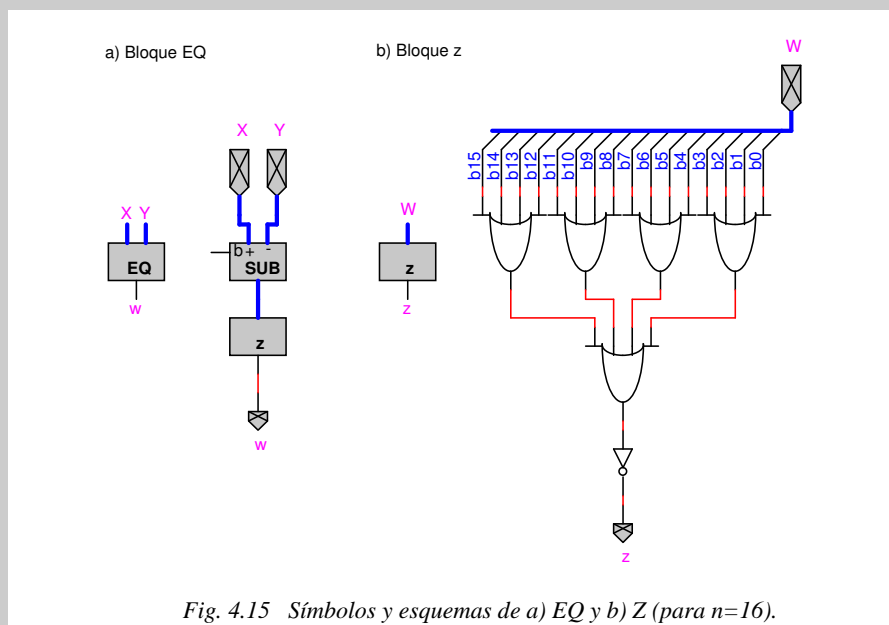 a) Bloque EQ
X Y
EQ
w
X Y
b + -
SUB
z
w
b) Bloque z
W
z
z
W
b15 b14 b13 b12 b11 b10 b9 b8 b7 b6 b5 b4 b3 b2 b1 b0
z
Fig. 4.15 Símbolos y esquemas de a) EQ y b) Z (para n=16).